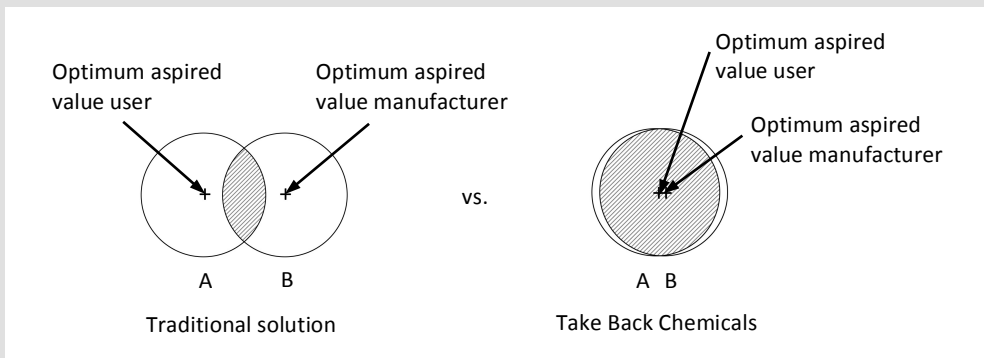 Optimum aspired
value user
Optimum aspired
value manufacturer
A
B
Traditional solution
vs.
Optimum aspired
value user
Optimum aspired
value manufacturer
A B
Take Back Chemicals